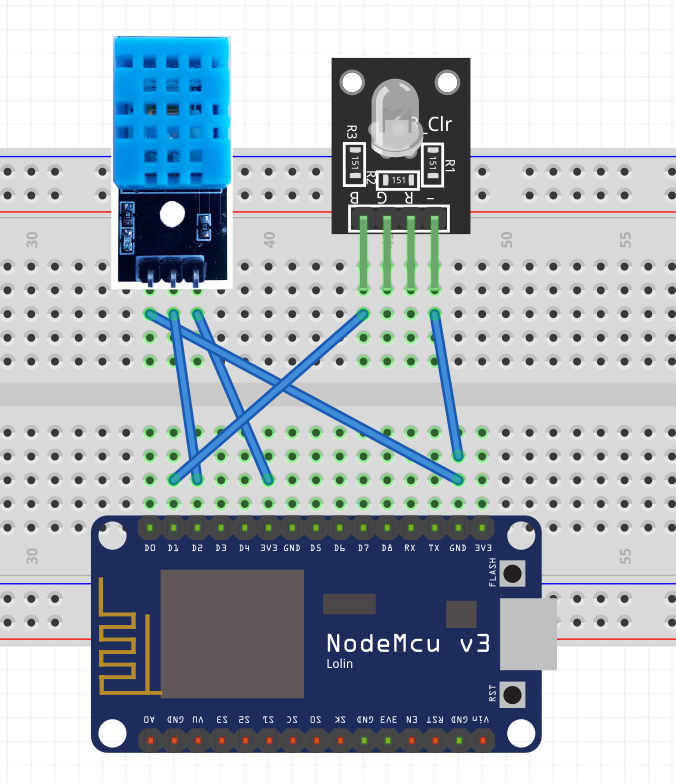 B_Clr
R3
R1
151
151
R2
151
B G R -
30 40 50 55
D0 D1 D2 D3 D4 3V3 GND D5 D6 D7 D8 RX TX GND 3V3
30 55
FLASH
NodeMcu v3
Lolin
RST
A0 GND VU S3 S2 S1 SC S0 SK GND 3V3 EN RST GND Vin